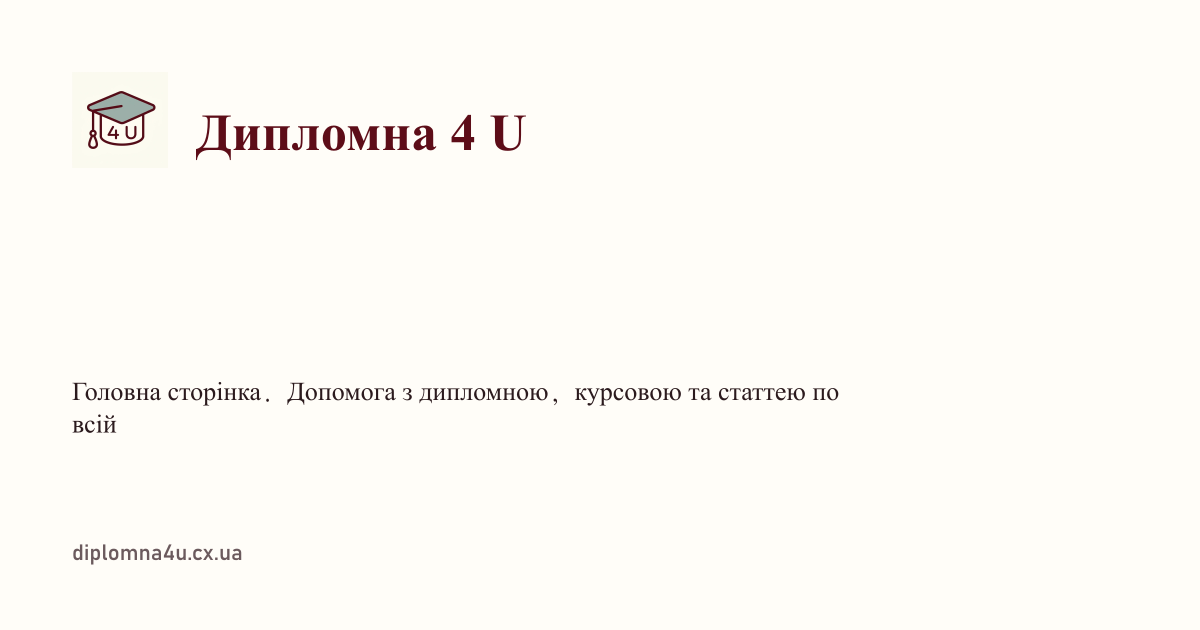 4 U
Дипломна 4 U
Головна сторінка. Допомога з дипломною, курсовою та статтею по
всій
diplomna4u.cx.ua